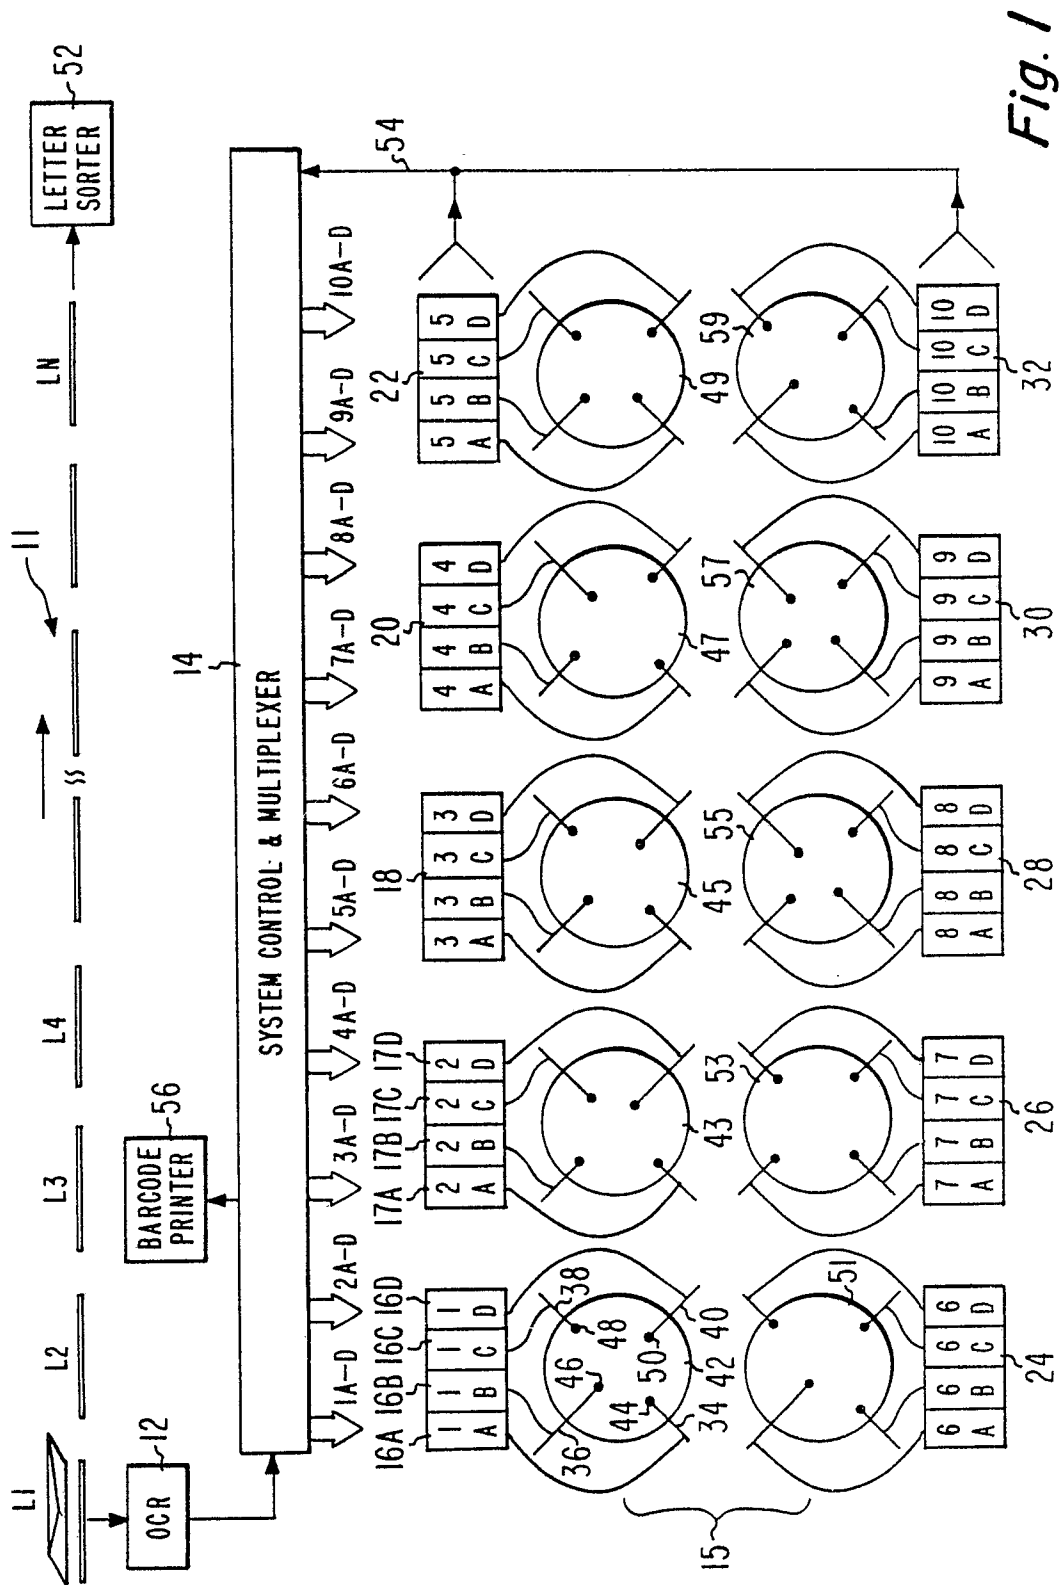 L1
L2
L3
L4
LN
11
OCR
12
BARCODE
PRINTER
56
LETTER
SORTER
52
14
SYSTEM CONTROL & MULTIPLEXER
1A-D
2A-D
3A-D
4A-D
5A-D
6A-D
7A-D
8A-D
9A-D
10A-D
54
16A 16B 16C 16D
1 1 1 1
A B C D
17A 17B 17C 17D
2 2 2 2
A B C D
18
3 3 3 3
A B C D
20
4 4 4 4
A B C D
22
5 5 5 5
A B C D
36
46
48
38
44
50
34
42
40
43
45
47
49
15
51
53
55
57
59
6 6 6 6
A B C D
24
7 7 7 7
A B C D
26
8 8 8 8
A B C D
28
9 9 9 9
A B C D
30
10 10 10 10
A B C D
32
Fig. 1